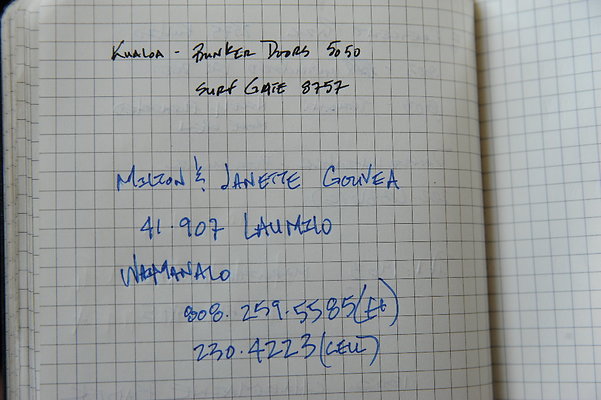 KUALOA - BUNKER DOORS 5050
SURF GATE 8757
MILTON & JANETTE GOUVEA
41.907 LAUMILO
WAIMANALO
808.259.5585
230.4223 (CELL)